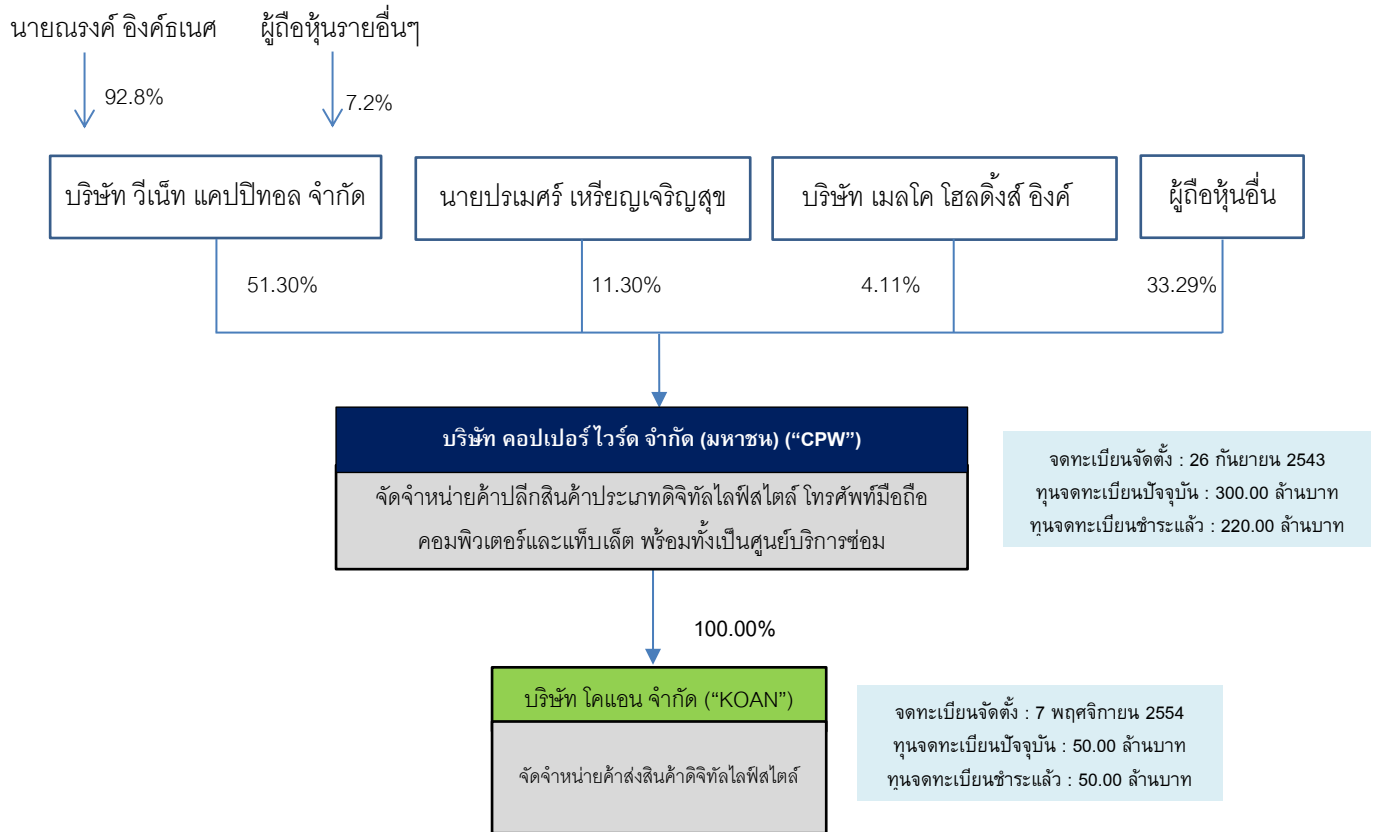 นายณรงค์ อิงค์ธเนศ
ผู้ถือหุ้นรายอื่นๆ
92.8%
7.2%
บริษัท วีเน็ท แคปปิทอล จำกัด
นายปรเมศร์ เหรียญเจริญสุข
บริษัท เมลโค โฮลดิ้งส์ อิงค์
ผู้ถือหุ้นอื่น
51.30%
11.30%
4.11%
33.29%
บริษัท คอปเปอร์ ไวร์ด จำกัด (มหาชน) (“CPW”)
จัดจำหน่ายค้าปลีกสินค้าประเภทดิจิทัลไลฟ์สไตล์ โทรศัพท์มือถือ
คอมพิวเตอร์และแท็บเล็ต พร้อมทั้งเป็นศูนย์บริการซ่อม
จดทะเบียนจัดตั้ง : 26 กันยายน 2543
ทุนจดทะเบียนปัจจุบัน : 300.00 ล้านบาท
ทุนจดทะเบียนชำระแล้ว : 220.00 ล้านบาท
100.00%
บริษัท โคแอน จำกัด (“KOAN”)
จัดจำหน่ายค้าส่งสินค้าดิจิทัลไลฟ์สไตล์
จดทะเบียนจัดตั้ง : 7 พฤศจิกายน 2554
ทุนจดทะเบียนปัจจุบัน : 50.00 ล้านบาท
ทุนจดทะเบียนชำระแล้ว : 50.00 ล้านบาท